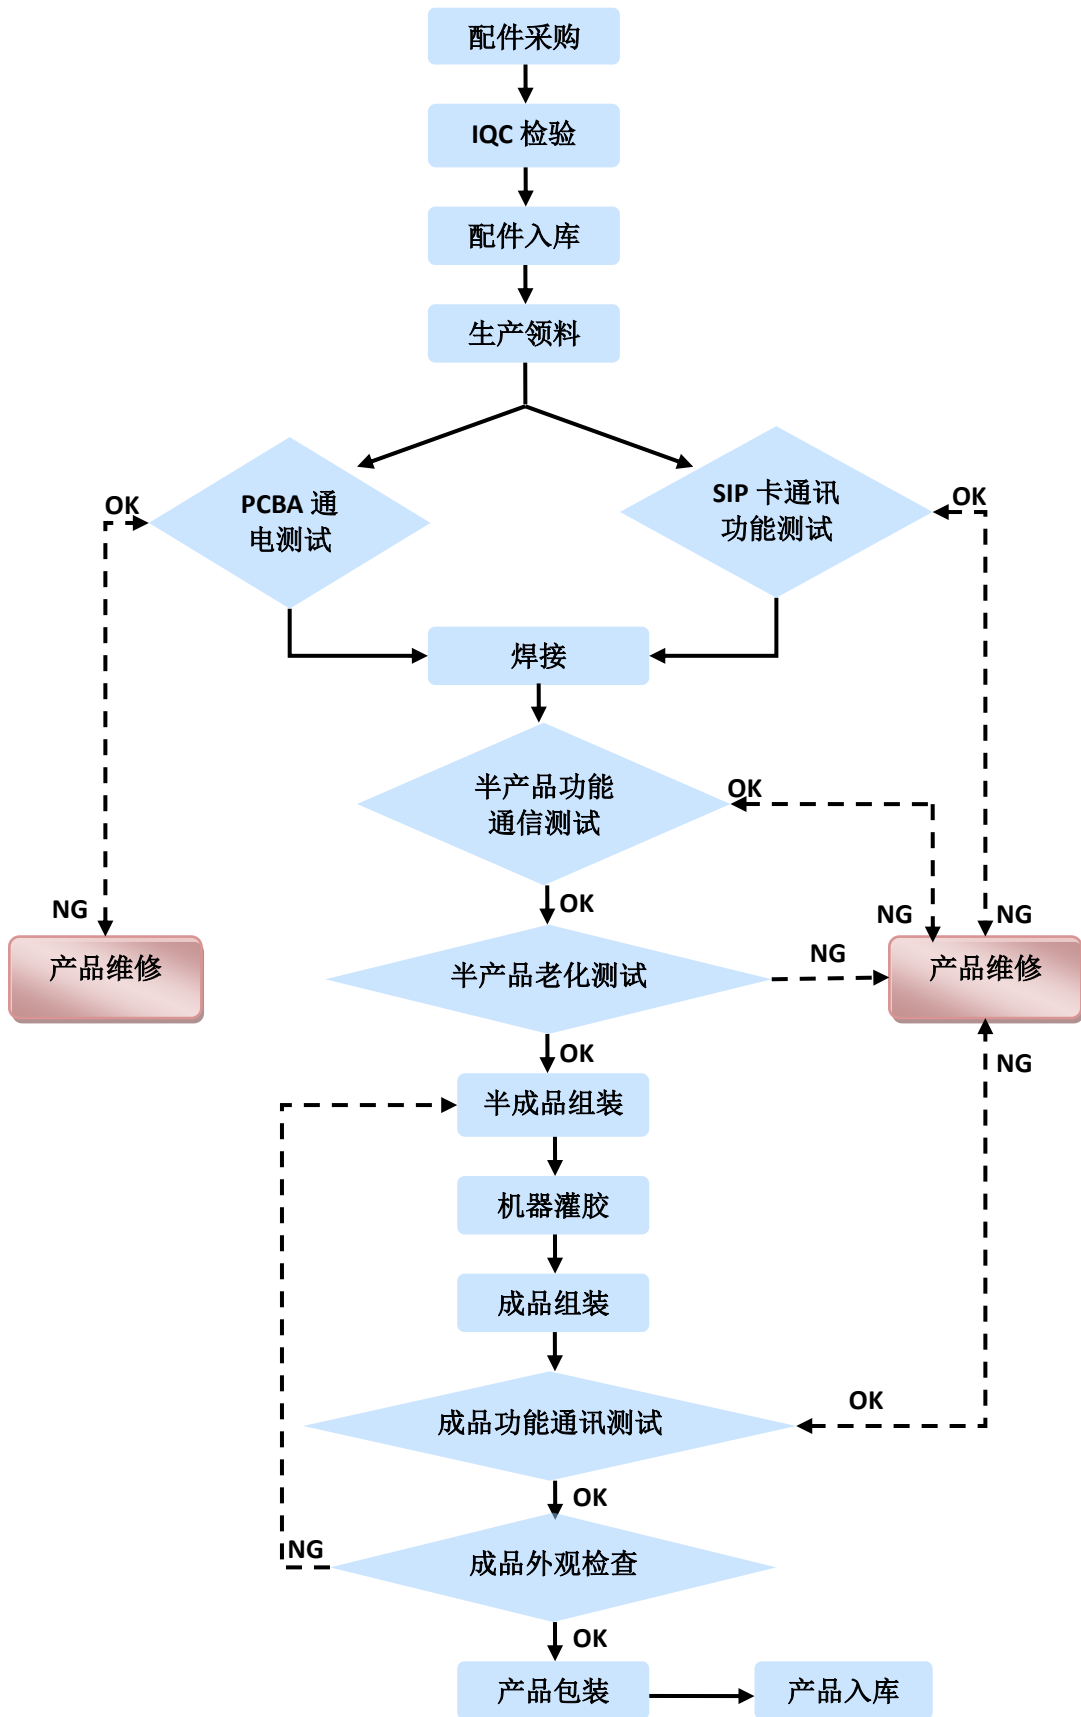 配件采购
IQC 检验
配件入库
生产领料
PCBA 通
电测试
SIP 卡通讯
功能测试
OK
OK
焊接
半产品功能
通信测试
OK
OK
NG
NG
NG
产品维修
半产品老化测试
NG
产品维修
OK
NG
半成品组装
机器灌胶
成品组装
成品功能通讯测试
OK
OK
NG
成品外观检查
OK
产品包装
产品入库